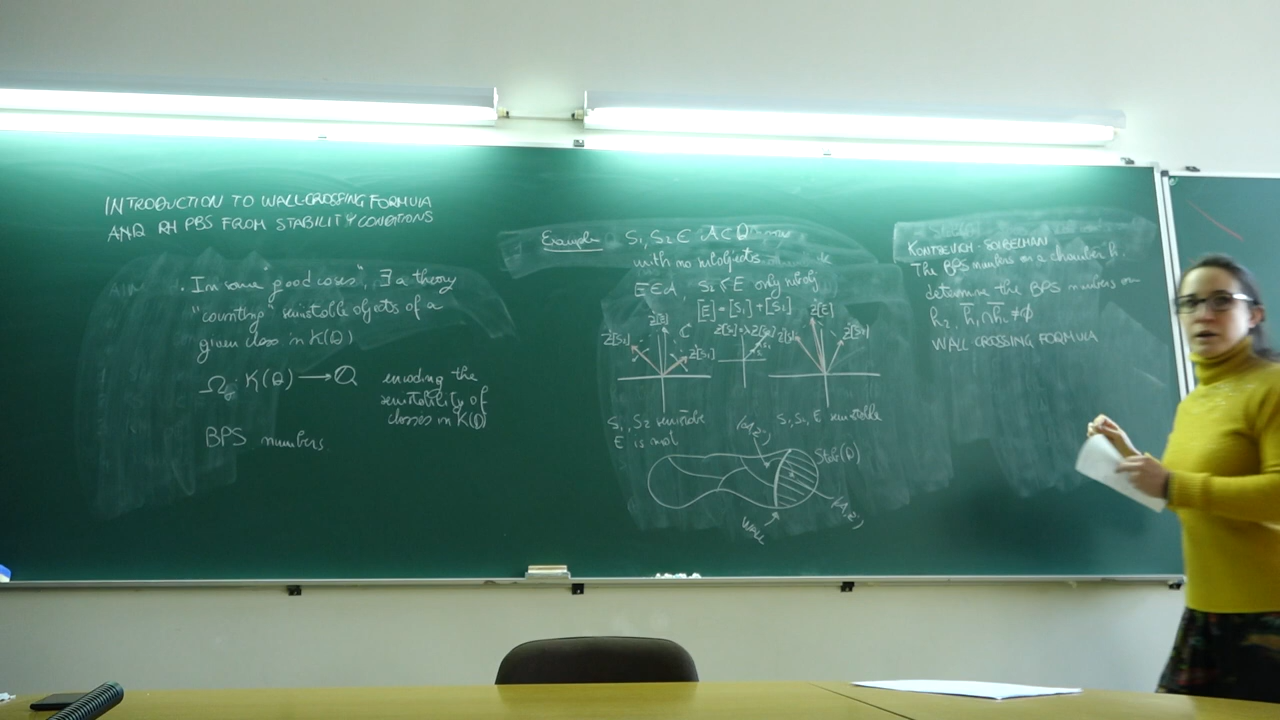 INTRODUCTION TO WALL-CROSSING FORMULA
AND RH PBS FROM STABILITY CONDITIONS
In some "good cases", ∃ a theory
"counting" semistable objects of a
given class in K(D)
Ω_σ: K(D) → Q
encoding the
semistability of
classes in K(D)
BPS numbers
Example S₁, S₂ ∈ A ⊂ D
with no subobjects
E ∈ A, S₁ ⊂ E only subobj
[E] = [S₁] + [S₂]
Z[S₂] Z[E] Z[S₁]
Z[E]
S₁, S₂ semistable
E is not
S₁, S₂, E semistable
Stab(D)
WALL
KONTSEVICH - SOIBELMAN
The BPS numbers on a chamber h₁
determine the BPS numbers on
h₂, h̄₁ ∩ h̄₂ ≠ ∅
WALL CROSSING FORMULA